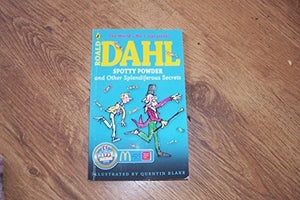 The World's No.1 Storyteller
ROALD
DAHL
SPOTTY POWDER
and Other Splendiferous Secrets
ILLUSTRATED BY QUENTIN BLAKE